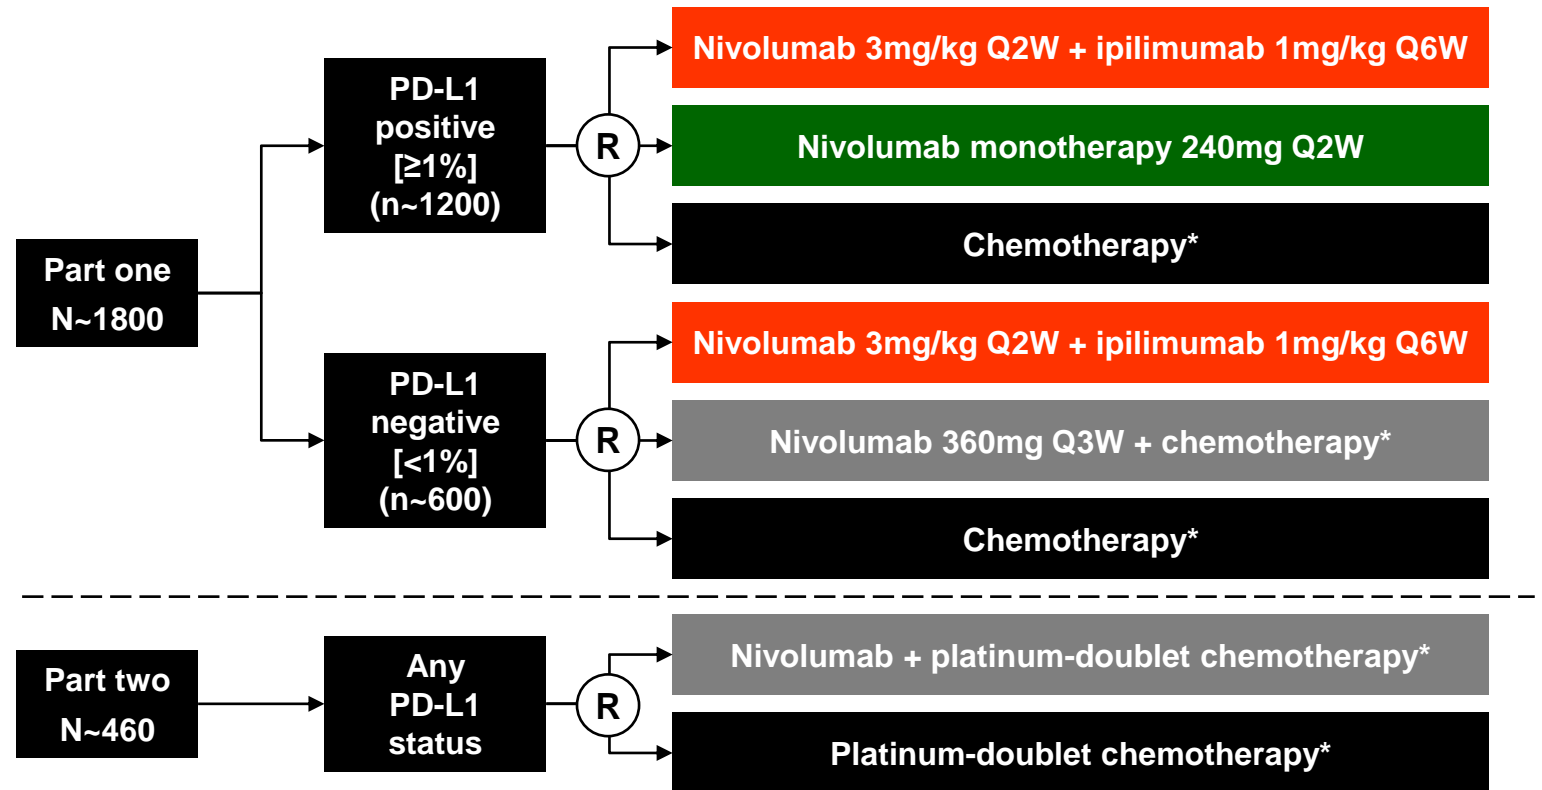 Part one
N~1800
PD-L1
positive
[≥1%]
(n~1200)
R
Nivolumab 3mg/kg Q2W + ipilimumab 1mg/kg Q6W
Nivolumab monotherapy 240mg Q2W
Chemotherapy*
PD-L1
negative
[<1%]
(n~600)
R
Nivolumab 3mg/kg Q2W + ipilimumab 1mg/kg Q6W
Nivolumab 360mg Q3W + chemotherapy*
Chemotherapy*
Part two
N~460
Any
PD-L1
status
R
Nivolumab + platinum-doublet chemotherapy*
Platinum-doublet chemotherapy*